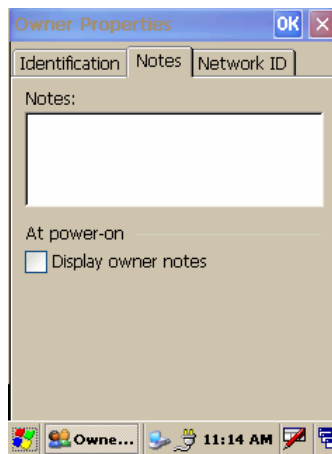 Owner Properties OK
Identification Notes Network ID
Notes:
At power-on
Display owner notes
Owne... 11:14 AM